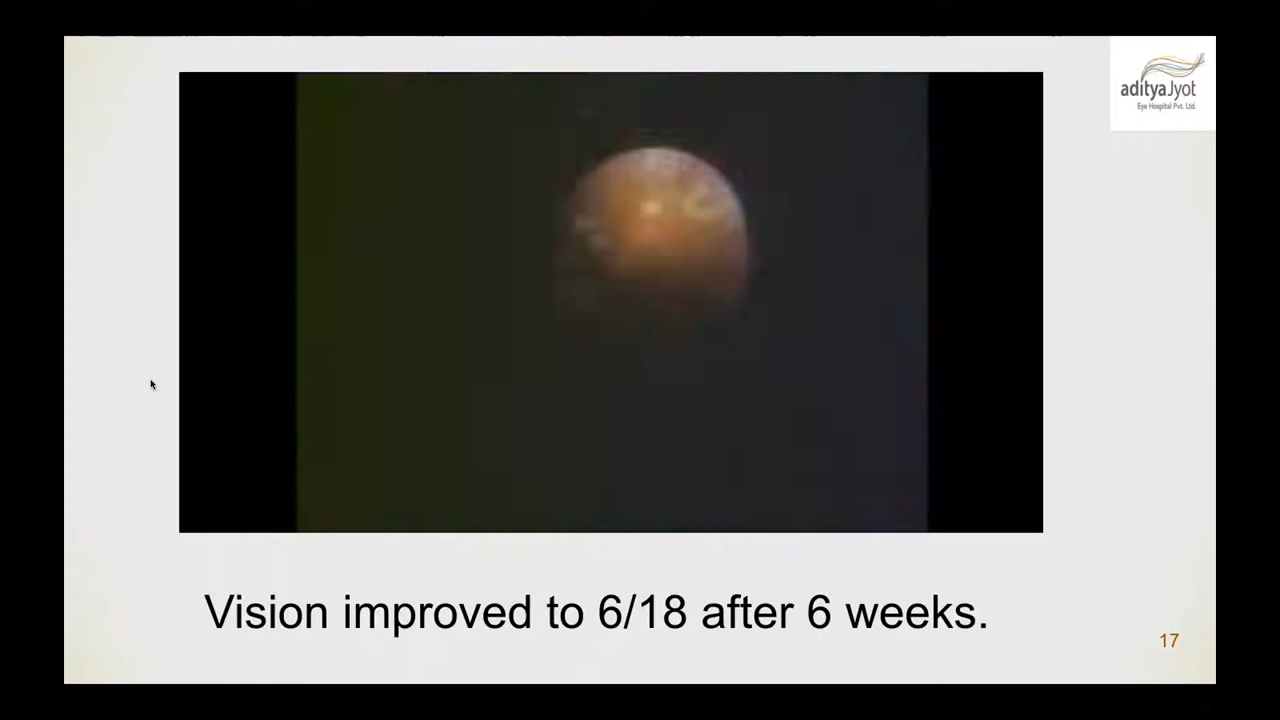 adityaJyot
Eye Hospital Pvt. Ltd.
Vision improved to 6/18 after 6 weeks.
17